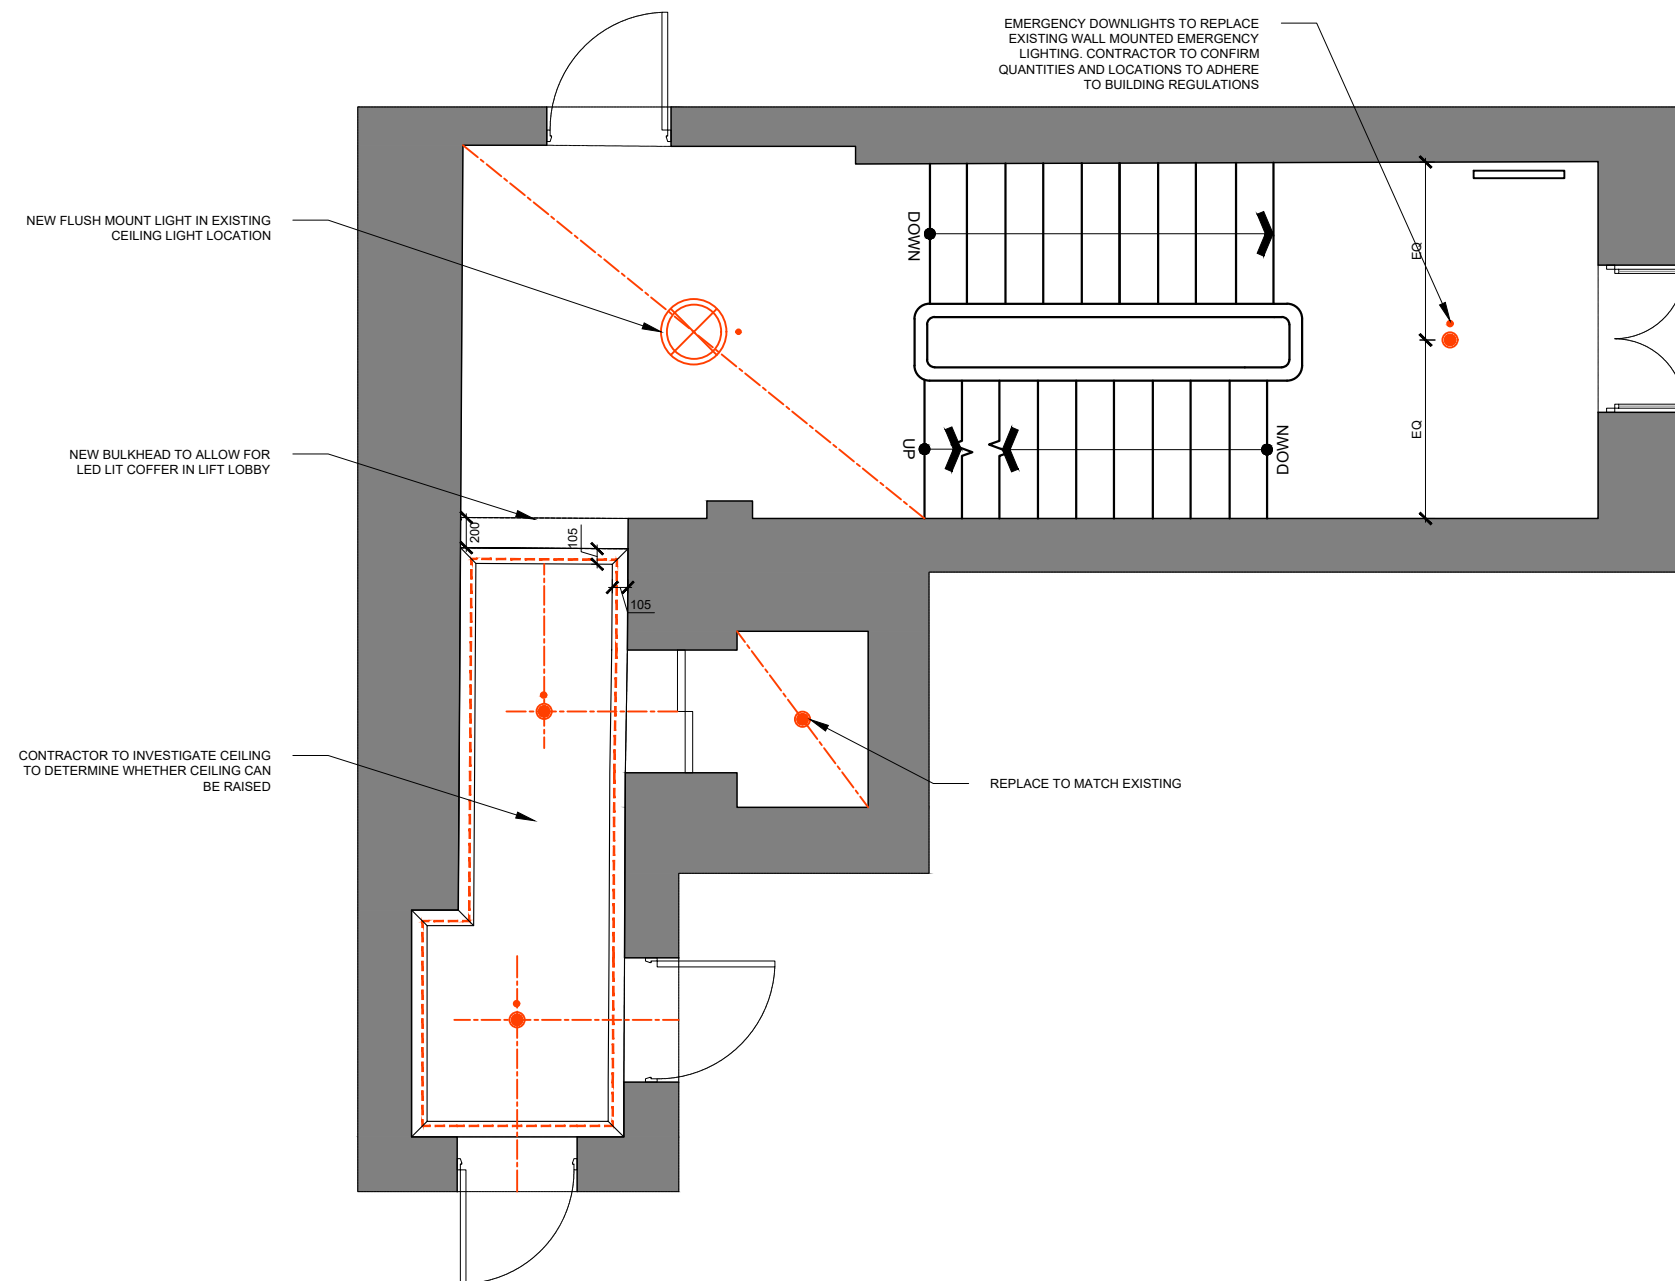 EMERGENCY DOWNLIGHTS TO REPLACE
EXISTING WALL MOUNTED EMERGENCY
LIGHTING. CONTRACTOR TO CONFIRM
QUANTITIES AND LOCATIONS TO ADHERE
TO BUILDING REGULATIONS
NEW FLUSH MOUNT LIGHT IN EXISTING
CEILING LIGHT LOCATION
DOWN
EQ
UP
DOWN
EQ
NEW BULKHEAD TO ALLOW FOR
LED LIT COFFER IN LIFT LOBBY
200
105
105
CONTRACTOR TO INVESTIGATE CEILING
TO DETERMINE WHETHER CEILING CAN
BE RAISED
REPLACE TO MATCH EXISTING